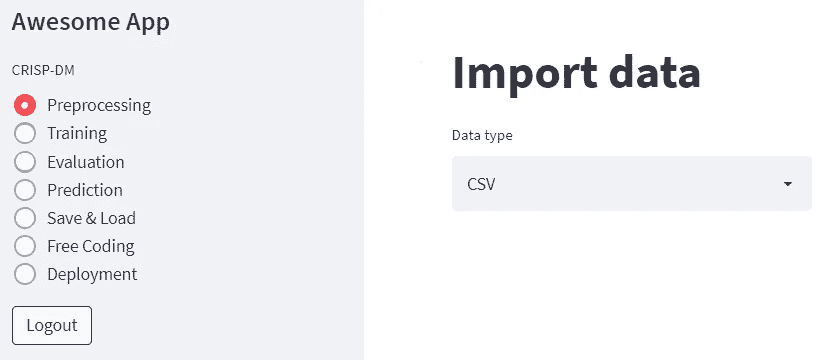 Awesome App
CRISP-DM
Preprocessing
Training
Evaluation
Prediction
Save & Load
Free Coding
Deployment
Logout
Import data
Data type
CSV